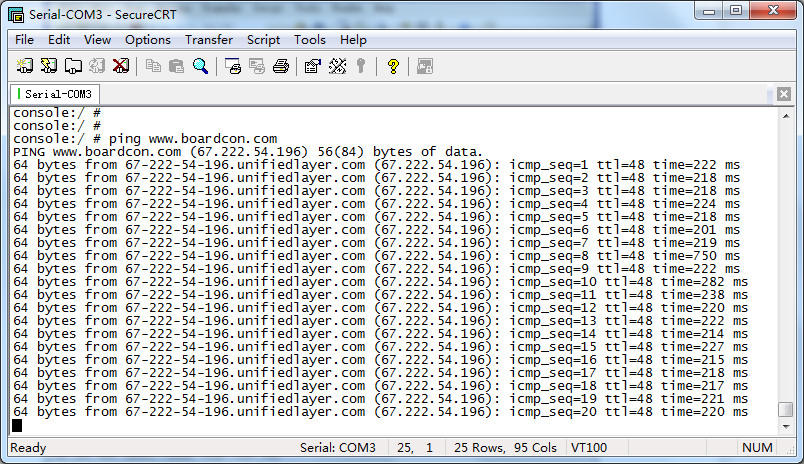 Serial-COM3 - SecureCRT
File Edit View Options Transfer Script Tools Help
Serial-COM3
console:/ #
console:/ #
console:/ # ping www.boardcon.com
PING www.boardcon.com (67.222.54.196) 56(84) bytes of data.
64 bytes from 67-222-54-196.unifiedlayer.com (67.222.54.196): icmp_seq=1 ttl=48 time=222 ms
64 bytes from 67-222-54-196.unifiedlayer.com (67.222.54.196): icmp_seq=2 ttl=48 time=218 ms
64 bytes from 67-222-54-196.unifiedlayer.com (67.222.54.196): icmp_seq=3 ttl=48 time=218 ms
64 bytes from 67-222-54-196.unifiedlayer.com (67.222.54.196): icmp_seq=4 ttl=48 time=224 ms
64 bytes from 67-222-54-196.unifiedlayer.com (67.222.54.196): icmp_seq=5 ttl=48 time=218 ms
64 bytes from 67-222-54-196.unifiedlayer.com (67.222.54.196): icmp_seq=6 ttl=48 time=201 ms
64 bytes from 67-222-54-196.unifiedlayer.com (67.222.54.196): icmp_seq=7 ttl=48 time=219 ms
64 bytes from 67-222-54-196.unifiedlayer.com (67.222.54.196): icmp_seq=8 ttl=48 time=750 ms
64 bytes from 67-222-54-196.unifiedlayer.com (67.222.54.196): icmp_seq=9 ttl=48 time=222 ms
64 bytes from 67-222-54-196.unifiedlayer.com (67.222.54.196): icmp_seq=10 ttl=48 time=282 ms
64 bytes from 67-222-54-196.unifiedlayer.com (67.222.54.196): icmp_seq=11 ttl=48 time=238 ms
64 bytes from 67-222-54-196.unifiedlayer.com (67.222.54.196): icmp_seq=12 ttl=48 time=220 ms
64 bytes from 67-222-54-196.unifiedlayer.com (67.222.54.196): icmp_seq=13 ttl=48 time=222 ms
64 bytes from 67-222-54-196.unifiedlayer.com (67.222.54.196): icmp_seq=14 ttl=48 time=214 ms
64 bytes from 67-222-54-196.unifiedlayer.com (67.222.54.196): icmp_seq=15 ttl=48 time=227 ms
64 bytes from 67-222-54-196.unifiedlayer.com (67.222.54.196): icmp_seq=16 ttl=48 time=215 ms
64 bytes from 67-222-54-196.unifiedlayer.com (67.222.54.196): icmp_seq=17 ttl=48 time=218 ms
64 bytes from 67-222-54-196.unifiedlayer.com (67.222.54.196): icmp_seq=18 ttl=48 time=217 ms
64 bytes from 67-222-54-196.unifiedlayer.com (67.222.54.196): icmp_seq=19 ttl=48 time=221 ms
64 bytes from 67-222-54-196.unifiedlayer.com (67.222.54.196): icmp_seq=20 ttl=48 time=220 ms
Ready Serial: COM3 25, 1 25 Rows, 95 Cols VT100 NUM